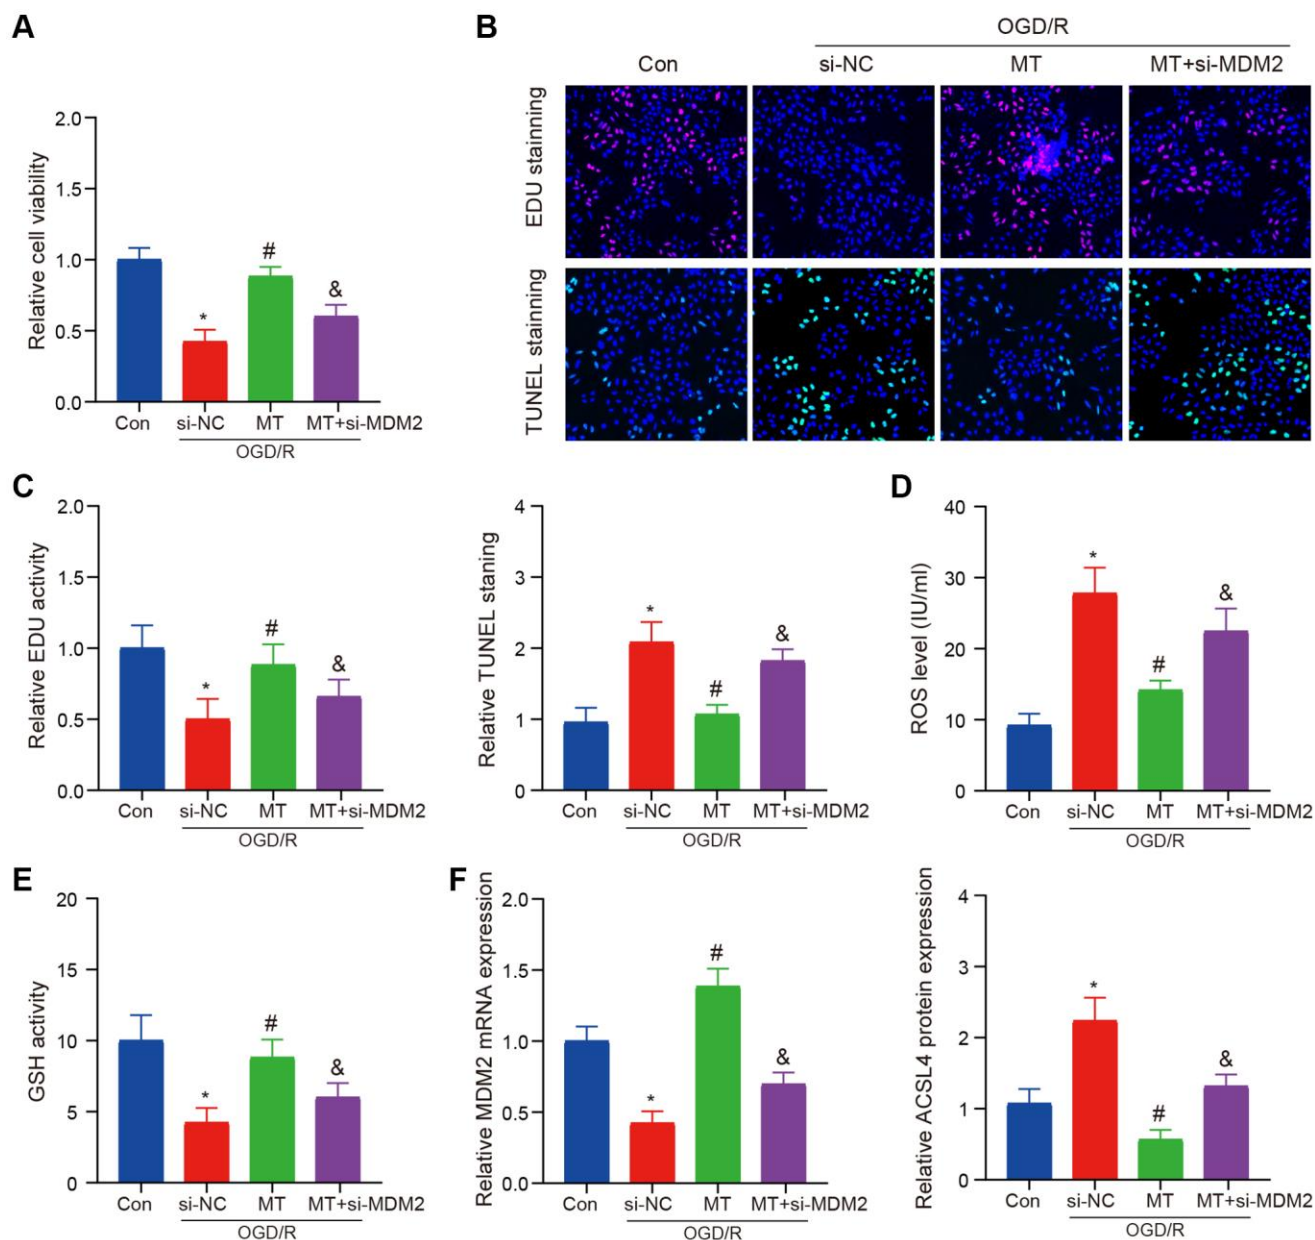 A
Relative cell viability
2.0
1.5
1.0
0.5
0.0
*
#
&
Con si-NC MT MT+si-MDM2
OGD/R
B
OGD/R
Con si-NC MT MT+si-MDM2
EDU stainning
TUNEL stainning
C
Relative EDU activity
2.0
1.5
1.0
0.5
0.0
*
#
&
Con si-NC MT MT+si-MDM2
OGD/R
Relative TUNEL staning
4
3
2
1
0
*
#
&
Con si-NC MT MT+si-MDM2
OGD/R
D
ROS level (IU/ml)
40
30
20
10
0
*
#
&
Con si-NC MT MT+si-MDM2
OGD/R
E
GSH activity
20
15
10
5
0
*
#
&
Con si-NC MT MT+si-MDM2
OGD/R
F
Relative MDM2 mRNA expression
2.0
1.5
1.0
0.5
0.0
*
#
&
Con si-NC MT MT+si-MDM2
OGD/R
Relative ACSL4 protein expression
4
3
2
1
0
*
#
&
Con si-NC MT MT+si-MDM2
OGD/R